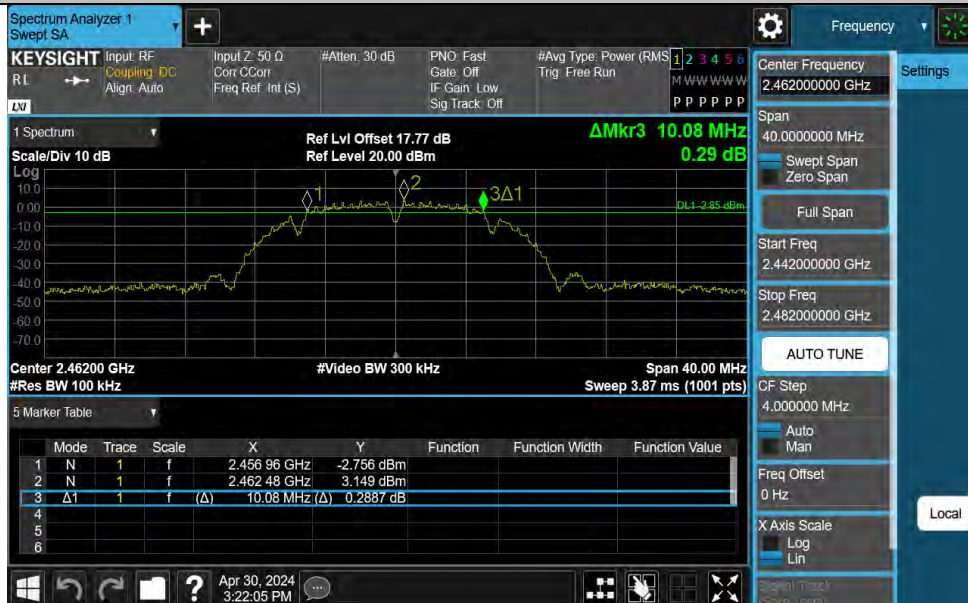 Spectrum Analyzer 1
Swept SA
+
Frequency
KEYSIGHT
RL
LXI
Input: RF
Coupling: DC
Align: Auto
Input Z: 50 Ω
Corr CCorr
Freq Ref: Int (S)
#Atten: 30 dB
PNO: Fast
Gate: Off
IF Gain: Low
Sig Track: Off
#Avg Type: Power (RMS
Trig: Free Run
1 2 3 4 5 6
M W W W W W
P P P P P P
1 Spectrum
Scale/Div 10 dB
Ref Lvl Offset 17.77 dB
Ref Level 20.00 dBm
ΔMkr3 10.08 MHz
0.29 dB
Log
10.0
0.00
-10.0
-20.0
-30.0
-40.0
-50.0
-60.0
-70.0
1
2
3Δ1
DL1 -2.85 dBm
Center 2.46200 GHz
#Res BW 100 kHz
#Video BW 300 kHz
Span 40.00 MHz
Sweep 3.87 ms (1001 pts)
5 Marker Table
Mode Trace Scale X Y Function Function Width Function Value
1 N 1 f 2.456 96 GHz -2.756 dBm
2 N 1 f 2.462 48 GHz 3.149 dBm
3 Δ1 1 f (Δ) 10.08 MHz (Δ) 0.2887 dB
4
5
6
?
Apr 30, 2024
3:22:05 PM
Center Frequency
2.462000000 GHz
Span
40.0000000 MHz
Swept Span
Zero Span
Full Span
Start Freq
2.442000000 GHz
Stop Freq
2.482000000 GHz
AUTO TUNE
CF Step
4.000000 MHz
Auto
Man
Freq Offset
0 Hz
X Axis Scale
Log
Lin
Signal Track
Settings
Local